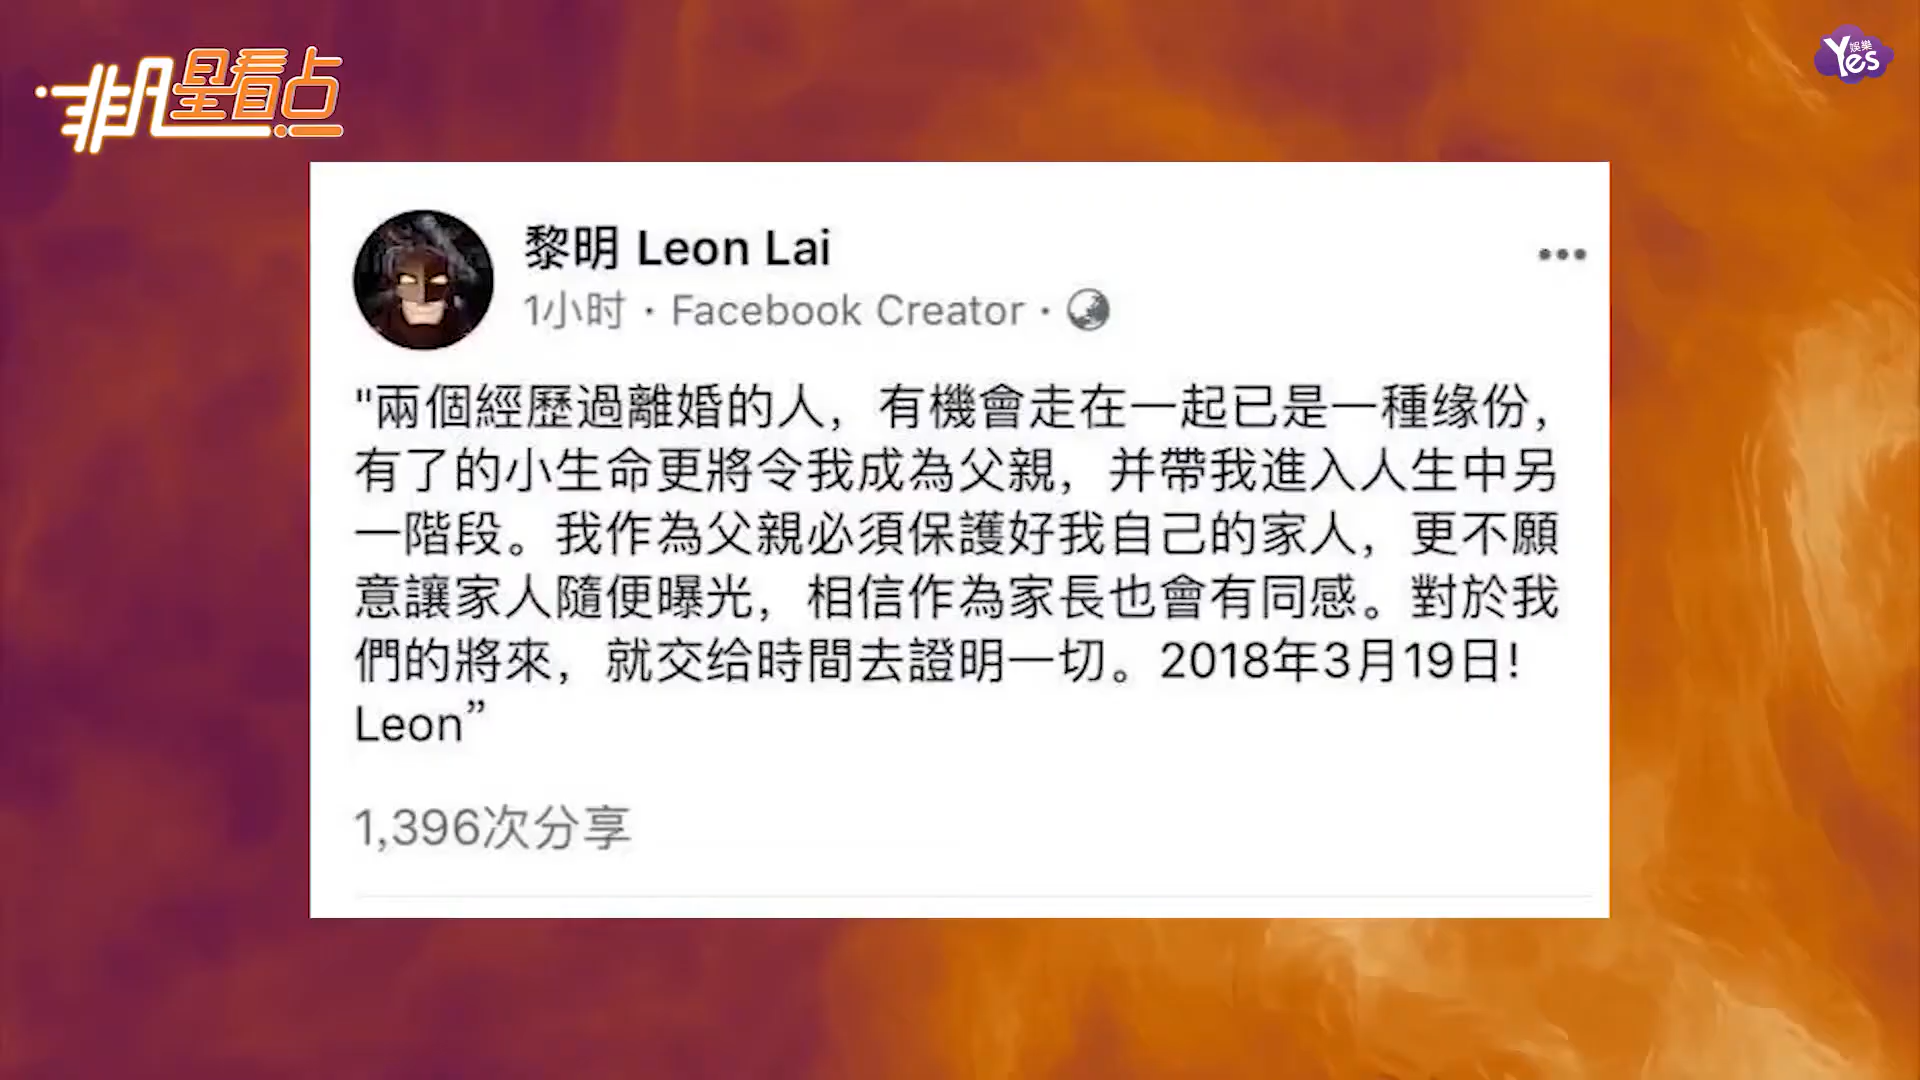 非凡星看点
Yes 娛樂
黎明 Leon Lai
1小时 · Facebook Creator ·
"兩個經歷過離婚的人，有機會走在一起已是一種缘份，
有了的小生命更將令我成為父親，并帶我進入人生中另
一階段。我作為父親必須保護好我自己的家人，更不願
意讓家人隨便曝光，相信作為家長也會有同感。對於我
們的將來，就交给時間去證明一切。2018年3月19日!
Leon”
1,396次分享